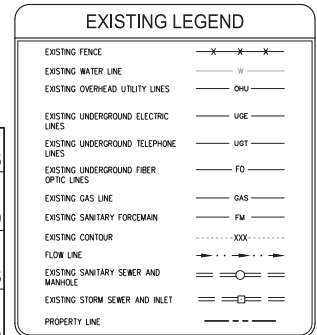 EXISTING LEGEND
EXISTING FENCE X X X
EXISTING WATER LINE W
EXISTING OVERHEAD UTILITY LINES OHU
EXISTING UNDERGROUND ELECTRIC LINES UGE
EXISTING UNDERGROUND TELEPHONE LINES UGT
EXISTING UNDERGROUND FIBER OPTIC LINES FO
EXISTING GAS LINE GAS
EXISTING SANITARY FORCEMAIN FM
EXISTING CONTOUR XXX
FLOW LINE
EXISTING SANITARY SEWER AND MANHOLE
EXISTING STORM SEWER AND INLET
PROPERTY LINE